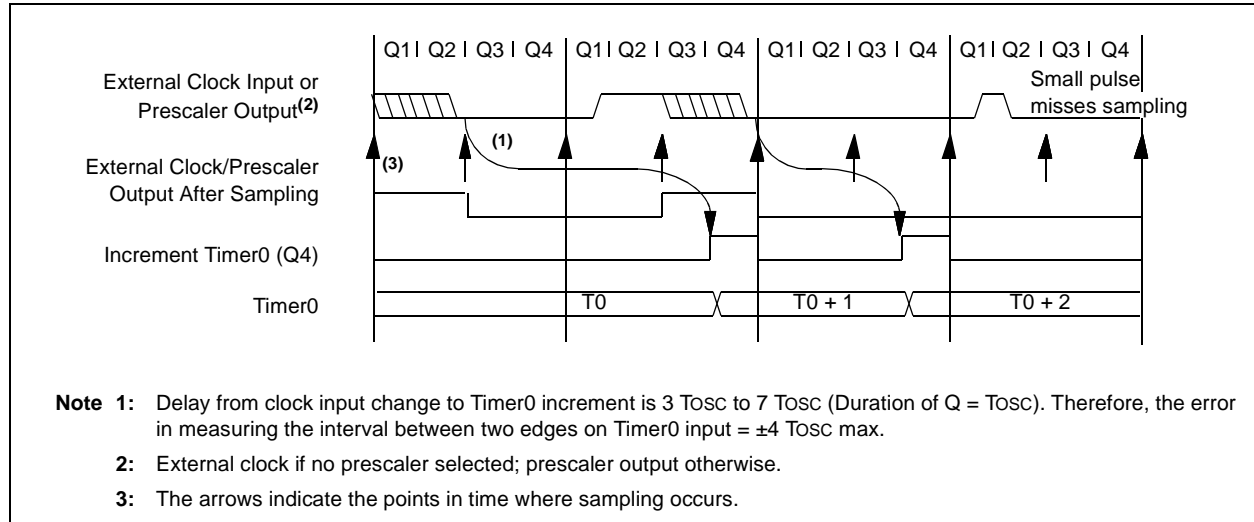 Q1 | Q2 | Q3 | Q4 Q1 | Q2 | Q3 | Q4 Q1 | Q2 | Q3 | Q4 Q1 | Q2 | Q3 | Q4
External Clock Input or
Prescaler Output(2)
Small pulse
misses sampling
(1)
(3)
External Clock/Prescaler
Output After Sampling
Increment Timer0 (Q4)
Timer0
T0 T0 + 1 T0 + 2
Note 1: Delay from clock input change to Timer0 increment is 3 TOSC to 7 TOSC (Duration of Q = TOSC). Therefore, the error
in measuring the interval between two edges on Timer0 input = ±4 TOSC max.
2: External clock if no prescaler selected; prescaler output otherwise.
3: The arrows indicate the points in time where sampling occurs.